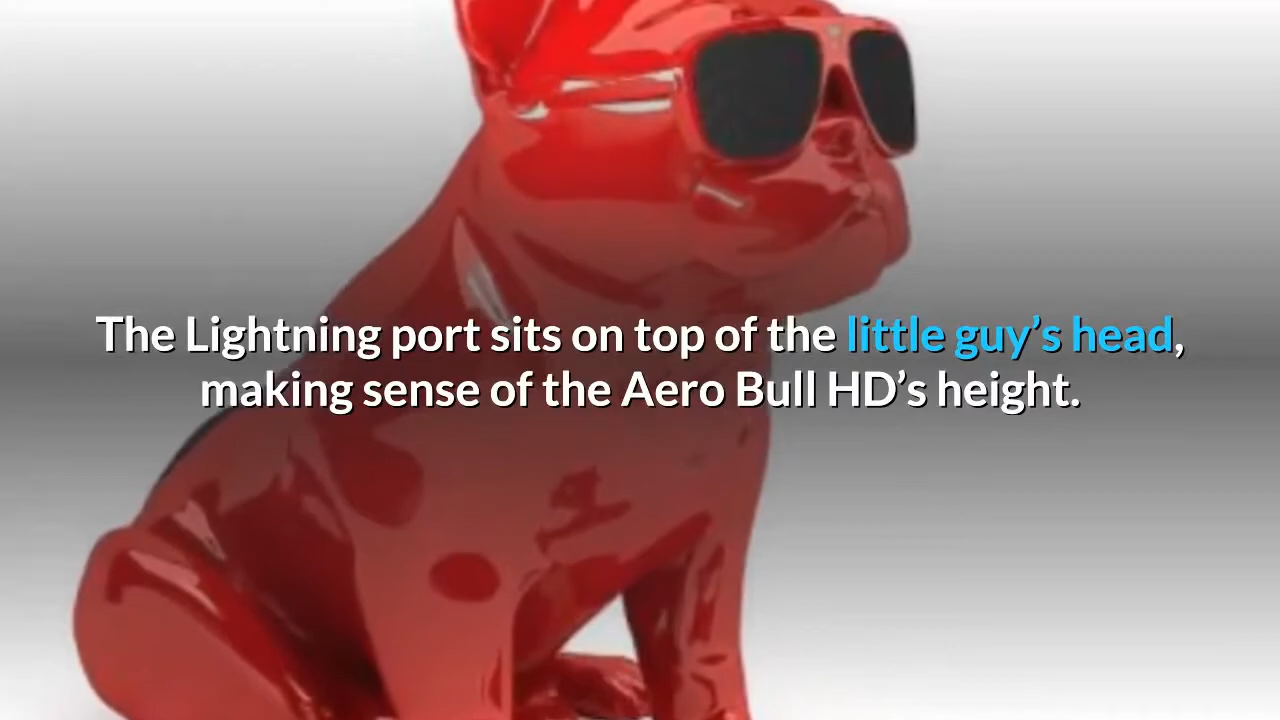 The Lightning port sits on top of the little guy’s head,
making sense of the Aero Bull HD’s height.